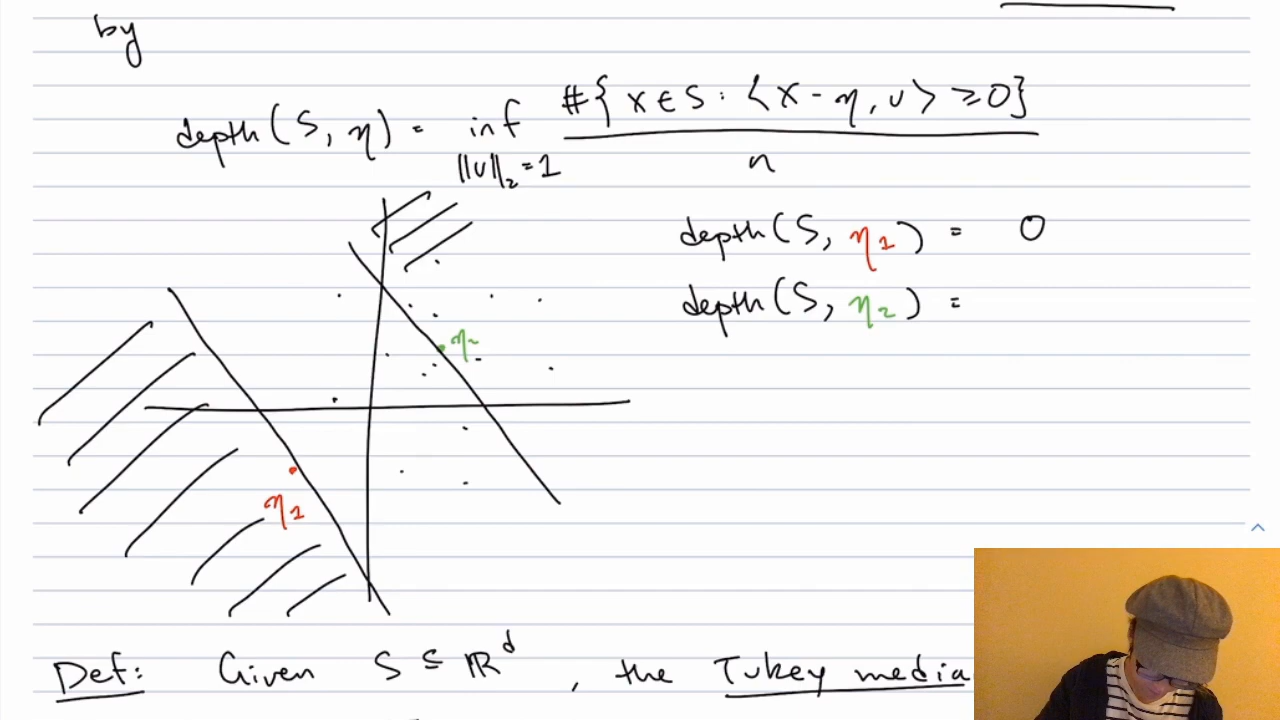 by
depth(S, η) = inf #{x∈S : ⟨x-η, v⟩ ≥0}
‖v‖₂=1 n
depth(S, η₁) = 0
depth(S, η₂) =
η₂
η₁
Def: Given S ⊆ ℝᵈ, the Tukey media